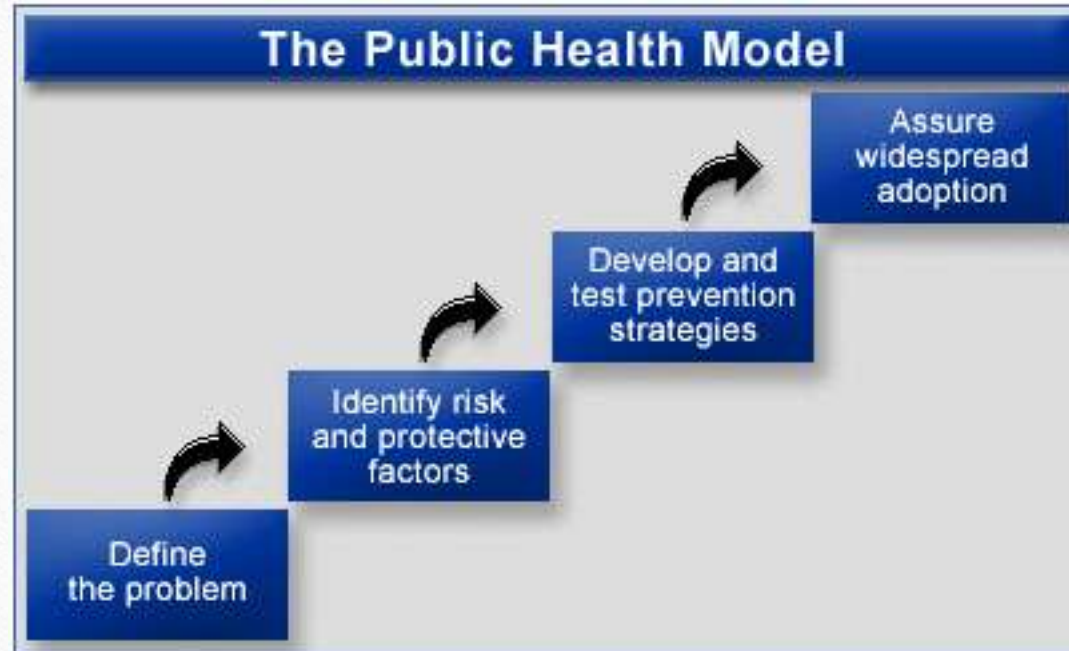 The Public Health Model
Assure
widespread
adoption
Develop and
test prevention
strategies
Identify risk
and protective
factors
Define
the problem